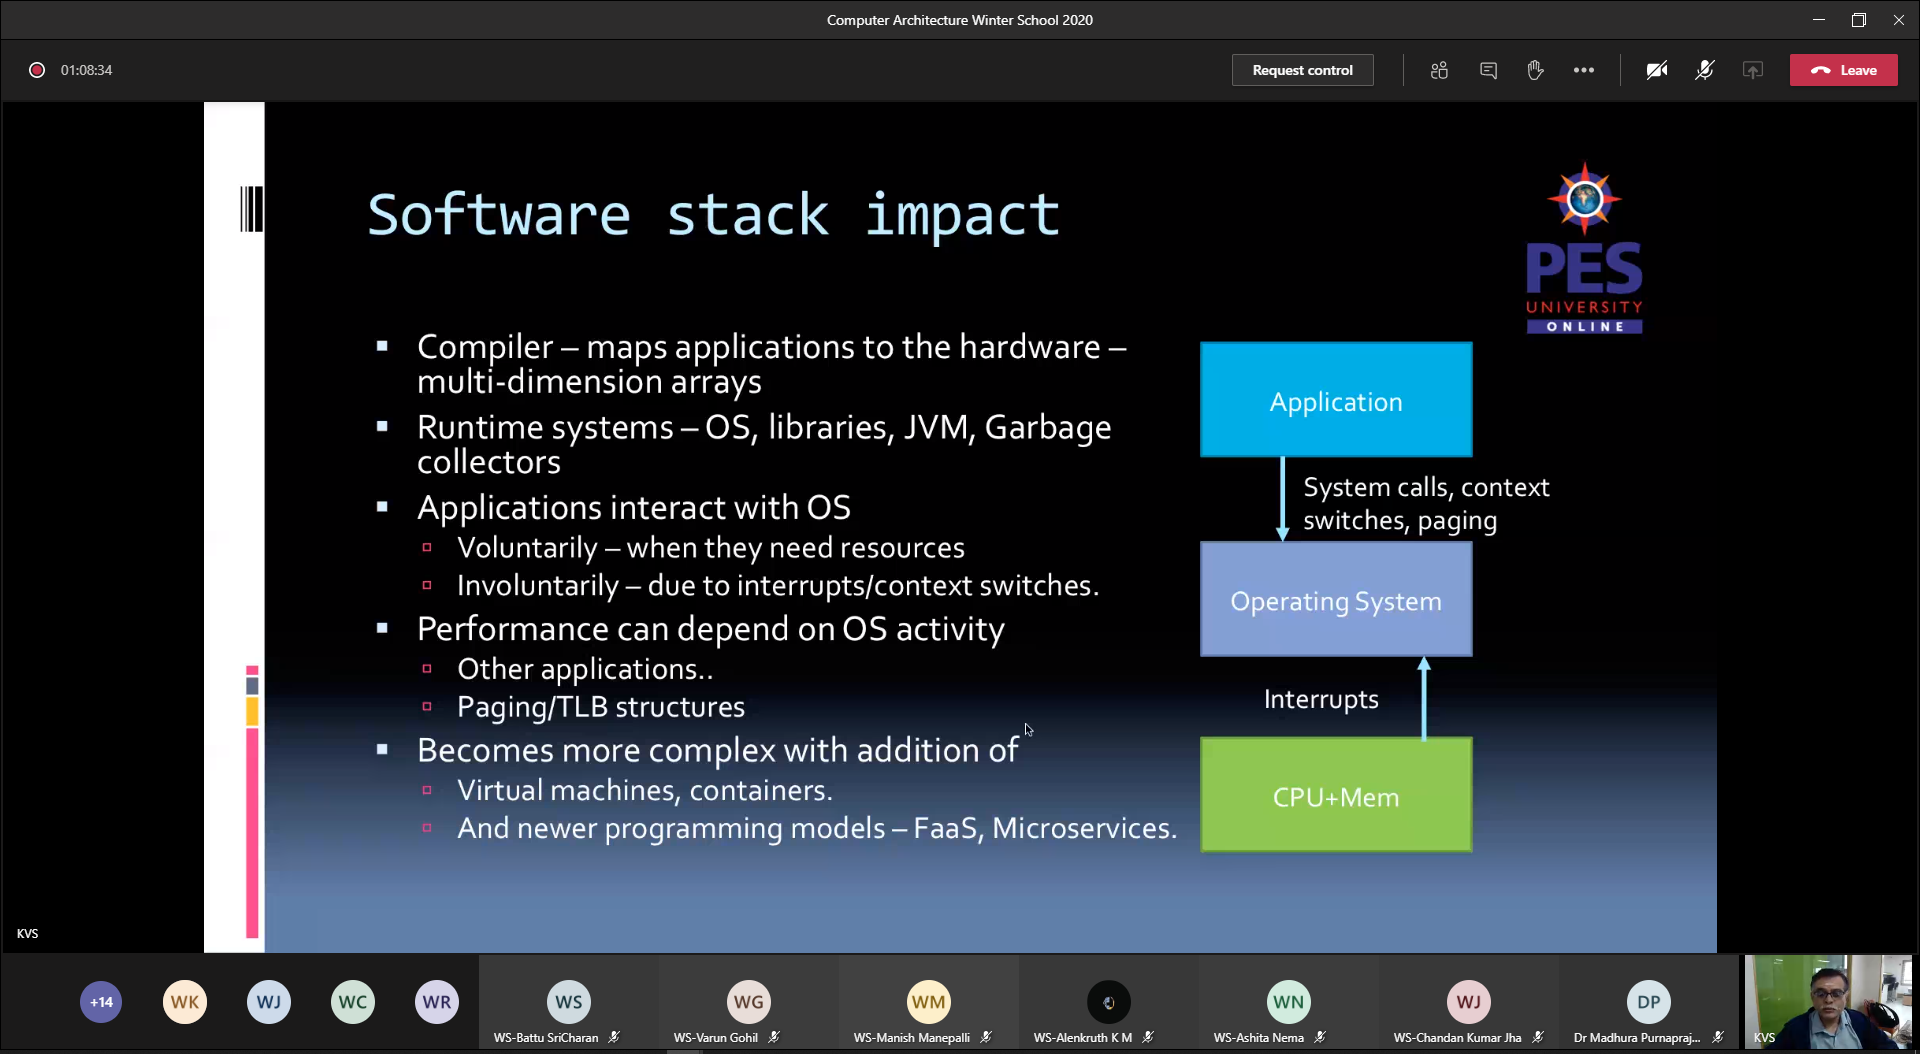 Computer Architecture Winter School 2020
01:08:34
Request control
Leave
Software stack impact
PES
UNIVERSITY
ONLINE
Compiler – maps applications to the hardware –
multi-dimension arrays
Runtime systems – OS, libraries, JVM, Garbage
collectors
Applications interact with OS
Voluntarily – when they need resources
Involuntarily – due to interrupts/context switches.
Performance can depend on OS activity
Other applications..
Paging/TLB structures
Becomes more complex with addition of
Virtual machines, containers.
And newer programming models – FaaS, Microservices.
Application
System calls, context
switches, paging
Operating System
Interrupts
CPU+Mem
KVS
+14
WK
WJ
WC
WR
WS
WS-Battu SriCharan
WG
WS-Varun Gohil
WM
WS-Manish Manepalli
WS-Alenkruth K M
WN
WS-Ashita Nema
WJ
WS-Chandan Kumar Jha
DP
Dr Madhura Purnapraj...
KVS